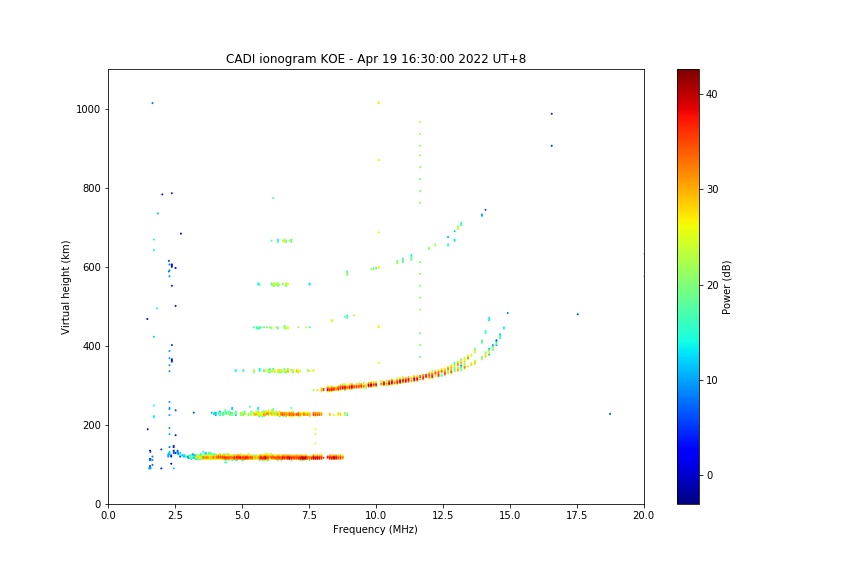 CADI ionogram KOE - Apr 19 16:30:00 2022 UT+8
1000
800
600
400
200
0
Virtual height (km)
0.0 2.5 5.0 7.5 10.0 12.5 15.0 17.5 20.0
Frequency (MHz)
40
30
20
10
0
Power (dB)